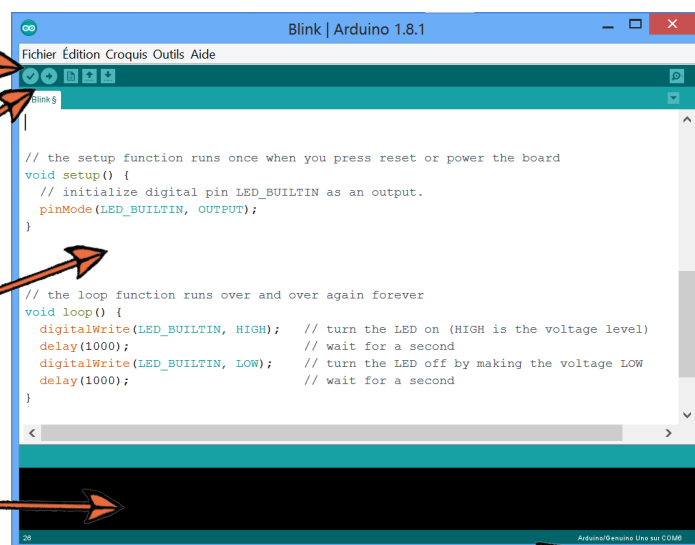 Blink | Arduino 1.8.1
Fichier Édition Croquis Outils Aide
Blink §
// the setup function runs once when you press reset or power the board
void setup() {
  // initialize digital pin LED_BUILTIN as an output.
  pinMode(LED_BUILTIN, OUTPUT);
}
// the loop function runs over and over again forever
void loop() {
  digitalWrite(LED_BUILTIN, HIGH);   // turn the LED on (HIGH is the voltage level)
  delay(1000);                       // wait for a second
  digitalWrite(LED_BUILTIN, LOW);    // turn the LED off by making the voltage LOW
  delay(1000);                       // wait for a second
}
26 Arduino/Genuino Uno sur COM6